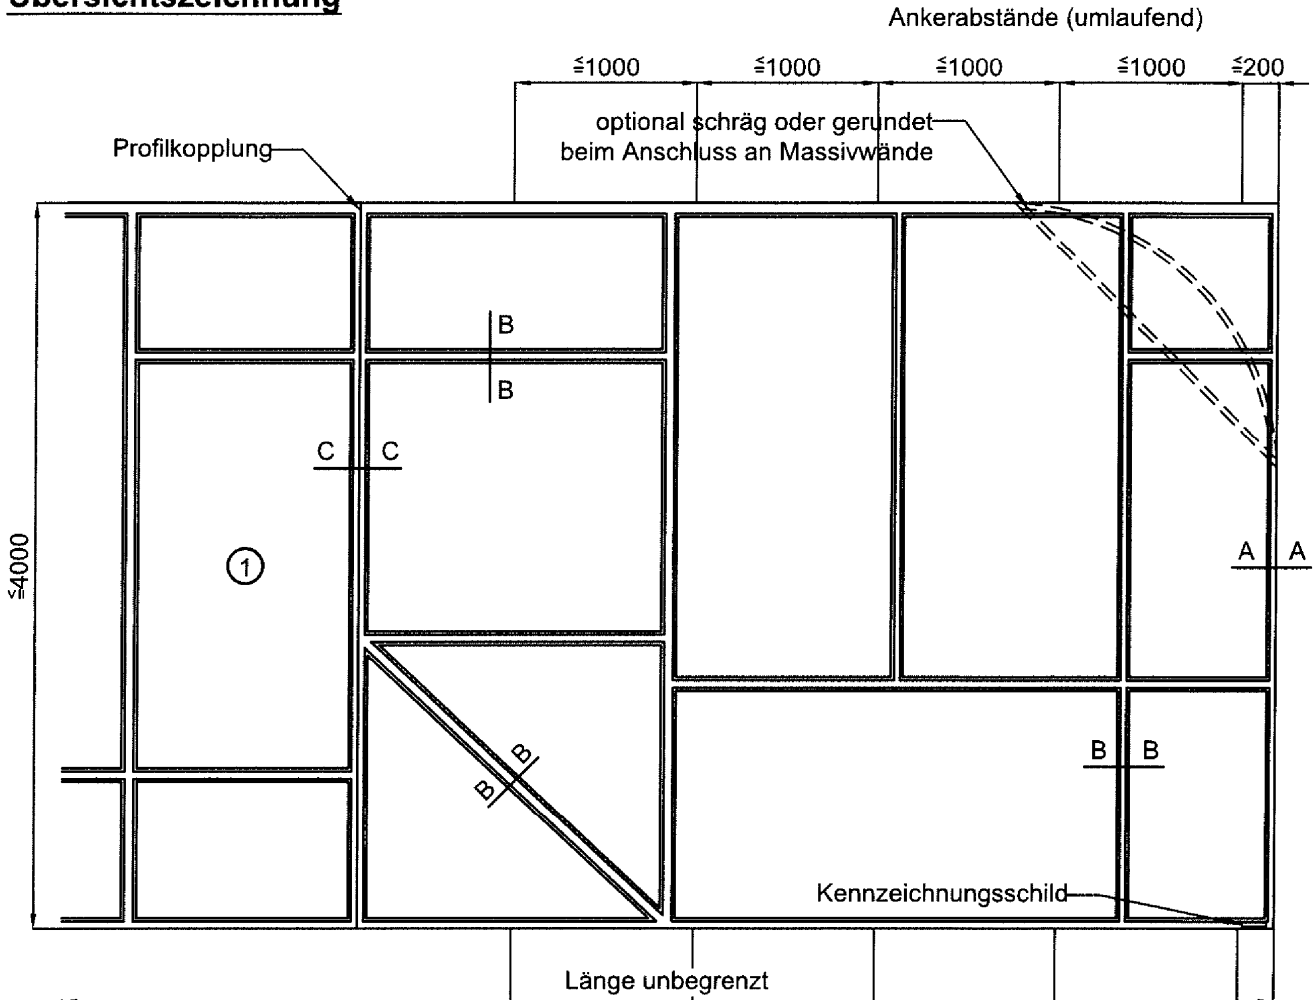 Übersichtszeichnung
Ankerabstände (umlaufend)
≦1000 ≦1000 ≦1000 ≦1000 ≦200
optional schräg oder gerundet
beim Anschluss an Massivwände
Profilkopplung
B
B
C C
≦4000
1
A A
B
B
B B
Kennzeichnungsschild
Länge unbegrenzt